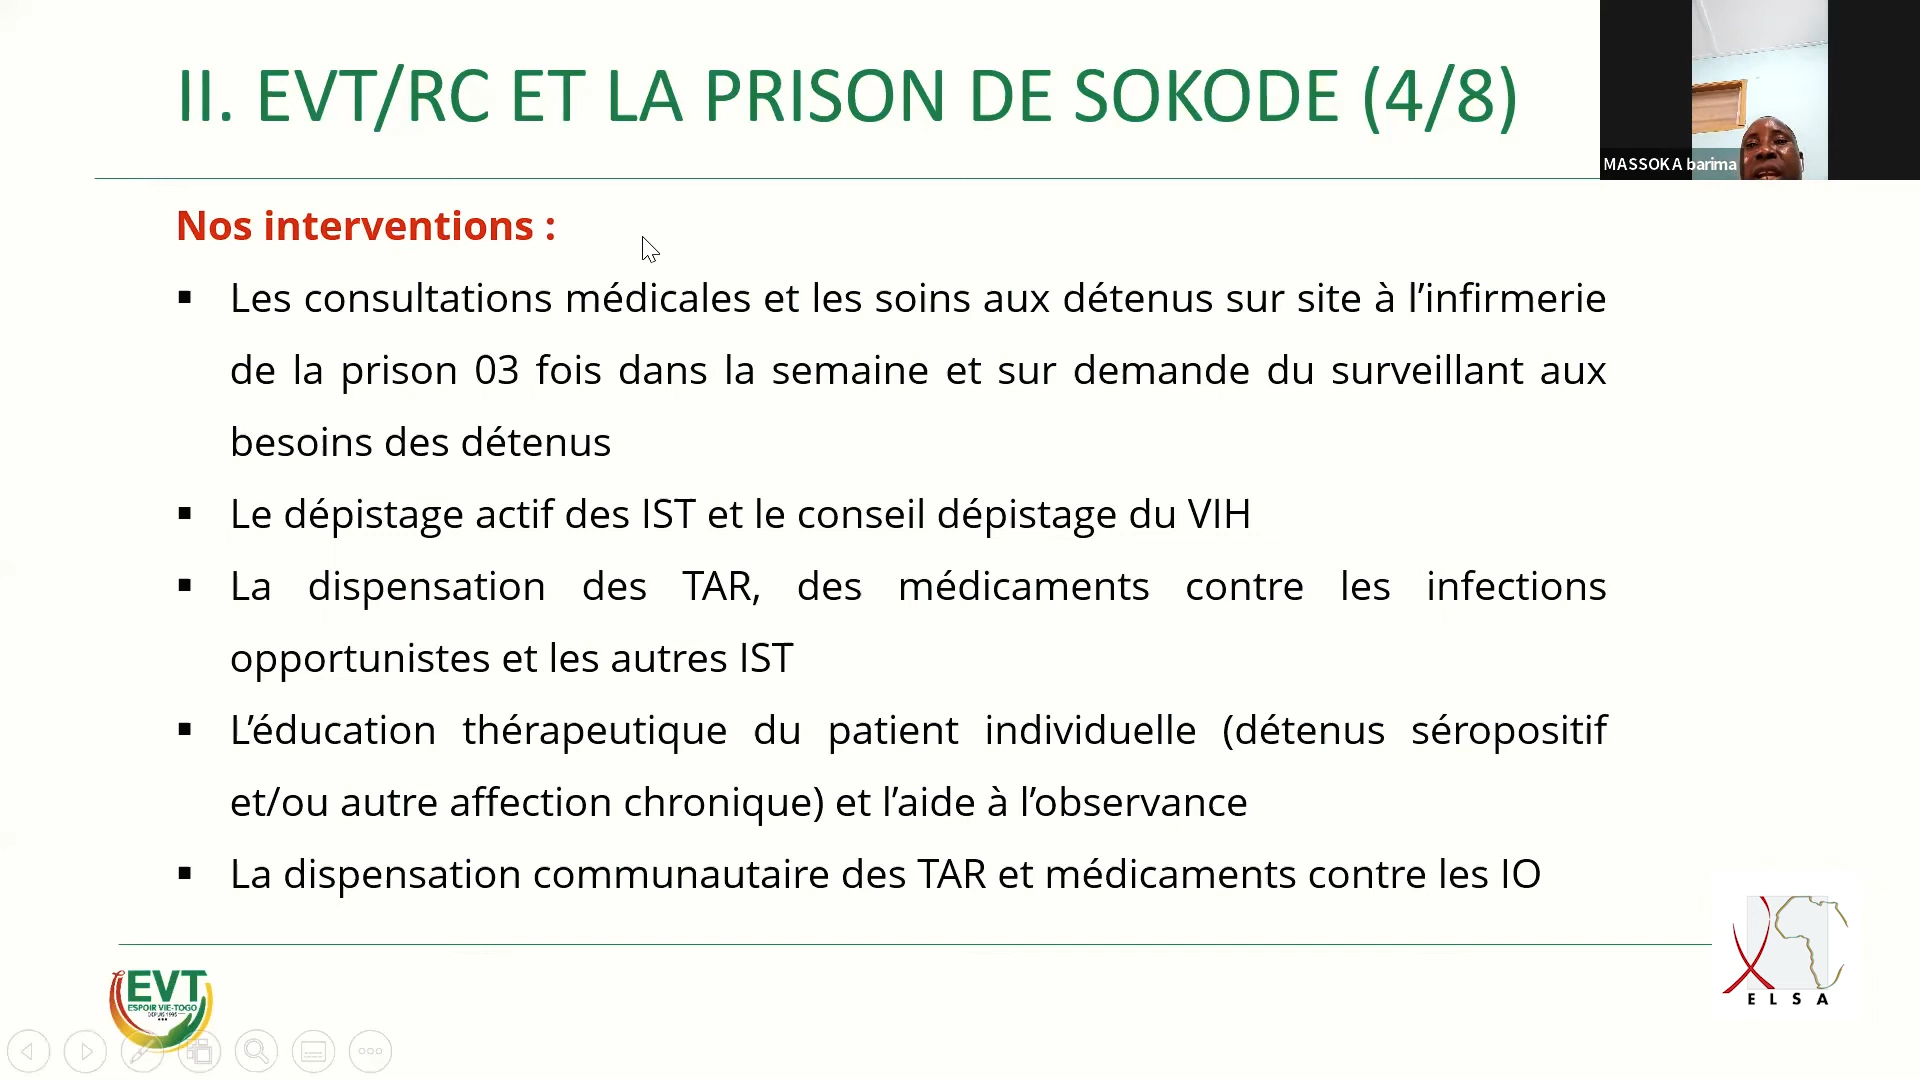 II. EVT/RC ET LA PRISON DE SOKODE (4/8)
MASSOKA barima
Nos interventions :
▪ Les consultations médicales et les soins aux détenus sur site à l’infirmerie
de la prison 03 fois dans la semaine et sur demande du surveillant aux
besoins des détenus
▪ Le dépistage actif des IST et le conseil dépistage du VIH
▪ La dispensation des TAR, des médicaments contre les infections
opportunistes et les autres IST
▪ L’éducation thérapeutique du patient individuelle (détenus séropositif
et/ou autre affection chronique) et l’aide à l’observance
▪ La dispensation communautaire des TAR et médicaments contre les IO
EVT
ESPOIR VIE-TOGO
DEPUIS 1995
ELSA